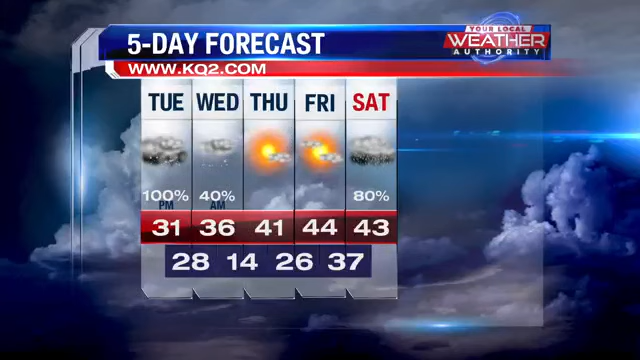 5-DAY FORECAST
YOUR LOCAL
WEATHER
AUTHORITY
WWW.KQ2.COM
TUE WED THU FRI SAT
100% 40% 80%
PM AM
31 36 41 44 43
28 14 26 37